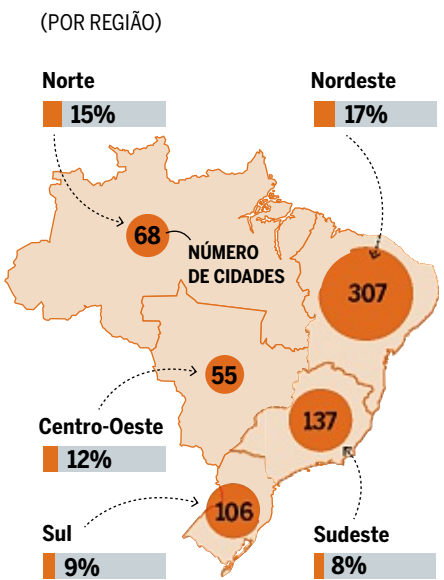 (POR REGIÃO)
Norte
15%
Nordeste
17%
68
NÚMERO
DE CIDADES
307
55
137
Centro-Oeste
12%
106
Sul
9%
Sudeste
8%